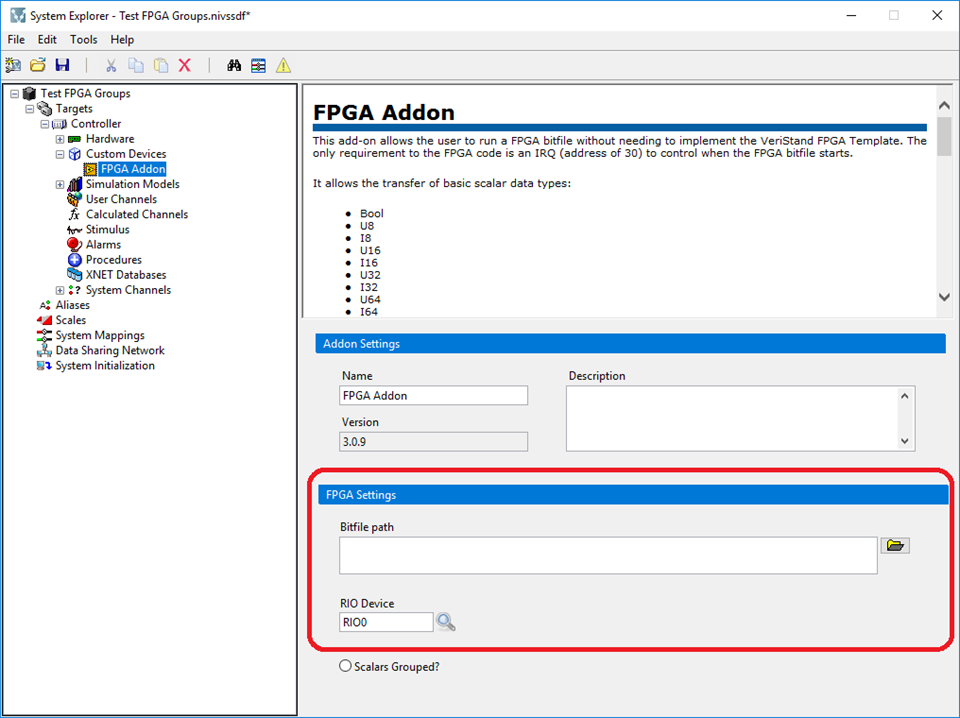 System Explorer - Test FPGA Groups.nivssdf*
File Edit Tools Help
Test FPGA Groups
Targets
Controller
Hardware
Custom Devices
FPGA Addon
Simulation Models
User Channels
fx Calculated Channels
Stimulus
Alarms
Procedures
XNET Databases
System Channels
Aliases
Scales
System Mappings
Data Sharing Network
System Initialization
FPGA Addon
This add-on allows the user to run a FPGA bitfile without needing to implement the VeriStand FPGA Template. The
only requirement to the FPGA code is an IRQ (address of 30) to control when the FPGA bitfile starts.
It allows the transfer of basic scalar data types:
• Bool
• U8
• I8
• U16
• I16
• U32
• I32
• U64
• I64
Addon Settings
Name
FPGA Addon
Description
Version
3.0.9
FPGA Settings
Bitfile path
RIO Device
RIO0
Scalars Grouped?